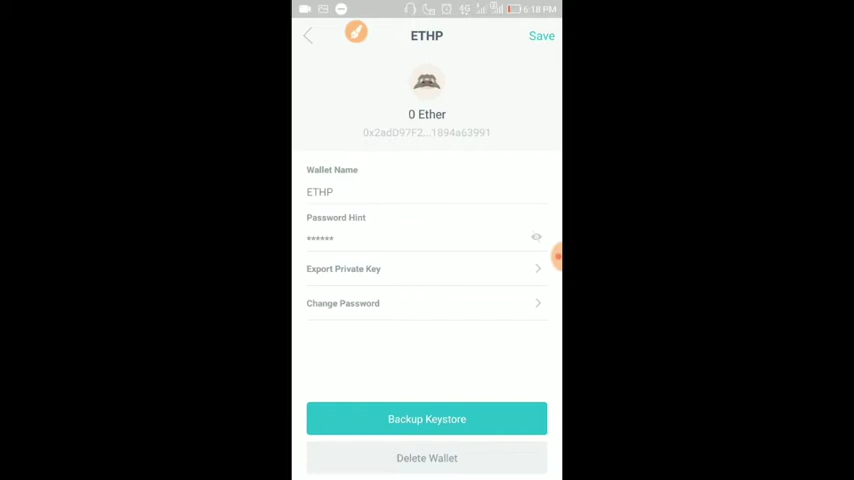 4G 6:18 PM
ETHP
Save
0 Ether
0x2adD97F2...1894a63991
Wallet Name
ETHP
Password Hint
******
Export Private Key
Change Password
Backup Keystore
Delete Wallet